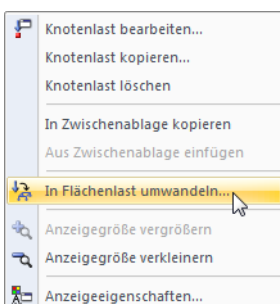 Knotenlast bearbeiten...
Knotenlast kopieren...
Knotenlast löschen
In Zwischenablage kopieren
Aus Zwischenablage einfügen
In Flächenlast umwandeln...
Anzeigegröße vergrößern
Anzeigegröße verkleinern
Anzeigeeigenschaften...